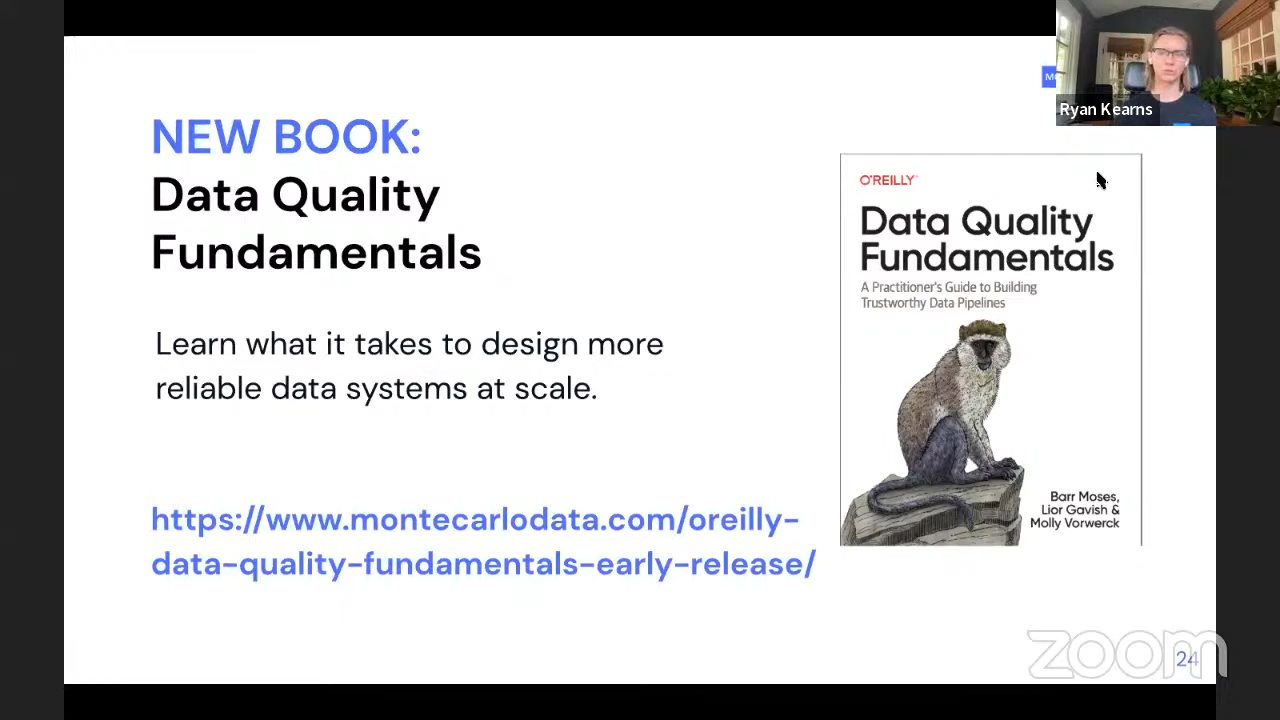 NEW BOOK:
Data Quality
Fundamentals
Learn what it takes to design more
reliable data systems at scale.
https://www.montecarlodata.com/oreilly-
data-quality-fundamentals-early-release/
Ryan Kearns
O'REILLY
Data Quality
Fundamentals
A Practitioner's Guide to Building
Trustworthy Data Pipelines
Barr Moses,
Lior Gavish &
Molly Vorwerck
zoom
24